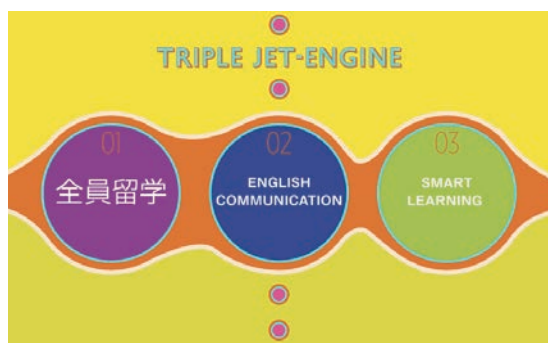 TRIPLE JET-ENGINE
01
全員留学
02
ENGLISH
COMMUNICATION
03
SMART
LEARNING